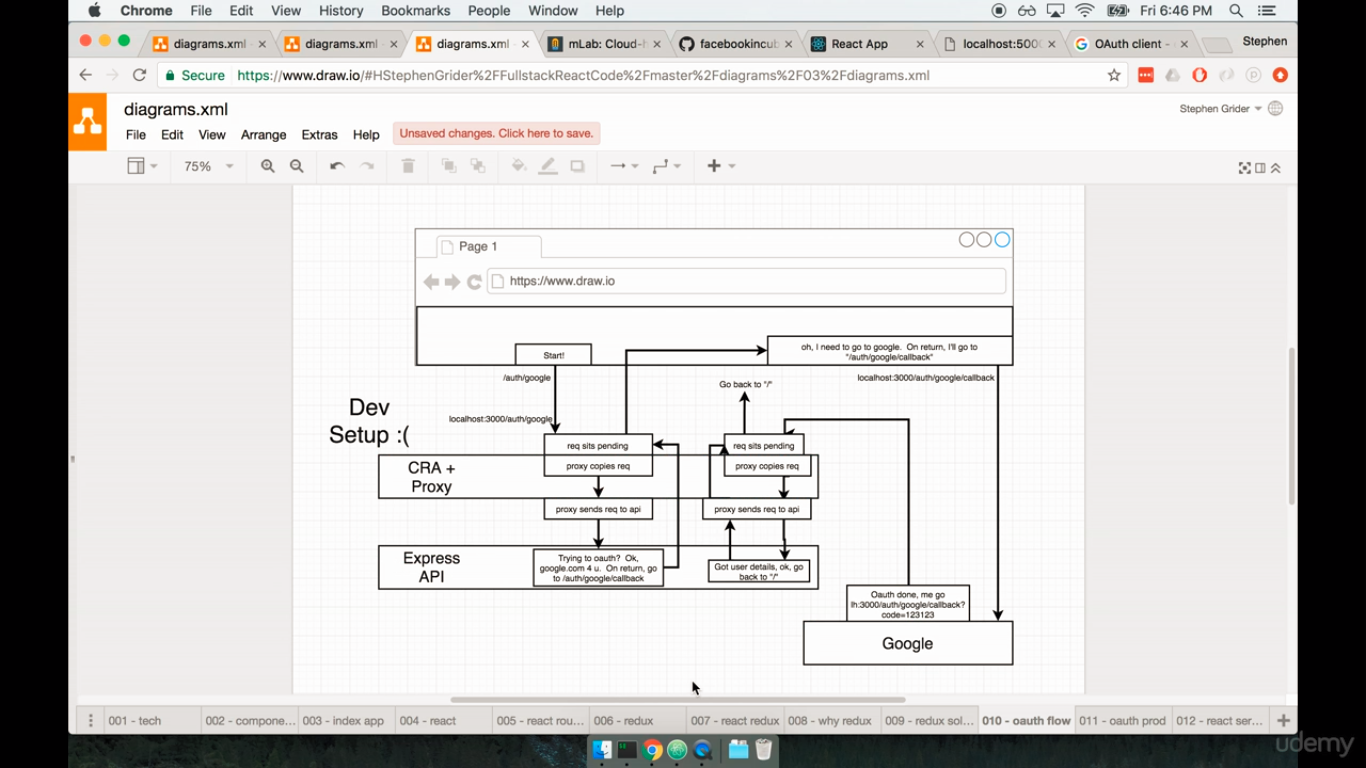 Chrome File Edit View History Bookmarks People Window Help Fri 6:46 PM
diagrams.xml - diagrams.xml - diagrams.xml - mLab: Cloud-h facebookincub React App localhost:5000 OAuth client - Stephen
Secure https://www.draw.io/#HStephenGrider%2FFullstackReactCode%2Fmaster%2Fdiagrams%2F03%2Fdiagrams.xml
diagrams.xml
Stephen Grider
File Edit View Arrange Extras Help Unsaved changes. Click here to save.
75%
Page 1
https://www.draw.io
Start!
oh, I need to go to google. On return, I'll go to
"/auth/google/callback"
/auth/google
Go back to "/"
localhost:3000/auth/google/callback
localhost:3000/auth/google
Dev
Setup :(
req sits pending
req sits pending
CRA +
Proxy
proxy copies req
proxy copies req
proxy sends req to api
proxy sends req to api
Express
API
Trying to oauth? Ok,
google.com 4 u. On return, go
to /auth/google/callback
Got user details, ok, go
back to "/"
Oauth done, me go
lh:3000/auth/google/callback?
code=123123
Google
001 - tech 002 - compone... 003 - index app 004 - react 005 - react rou... 006 - redux 007 - react redux 008 - why redux 009 - redux sol... 010 - oauth flow 011 - oauth prod 012 - react ser...
udemy